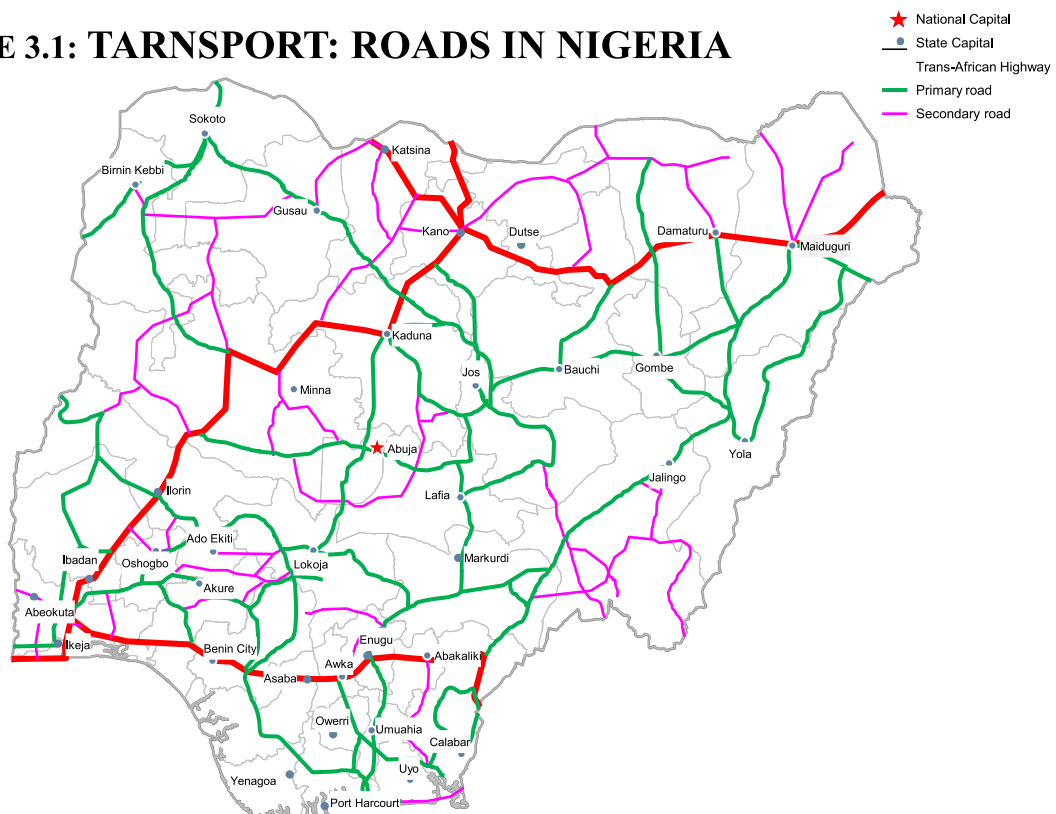 E 3.1: TARNSPORT: ROADS IN NIGERIA
National Capital
State Capital
Trans-African Highway
Primary road
Secondary road
Sokoto
Katsina
Birnin Kebbi
Gusau
Kano
Dutse
Damaturu
Maiduguri
Kaduna
Minna
Jos
Bauchi
Gombe
Abuja
Yola
Jalingo
Ilorin
Lafia
Ado Ekiti
Ibadan
Oshogbo
Lokoja
Markurdi
Akure
Abeokuta
Ikeja
Benin City
Enugu
Awka
Abakaliki
Asaba
Owerri
Umuahia
Calabar
Uyo
Yenagoa
Port Harcourt